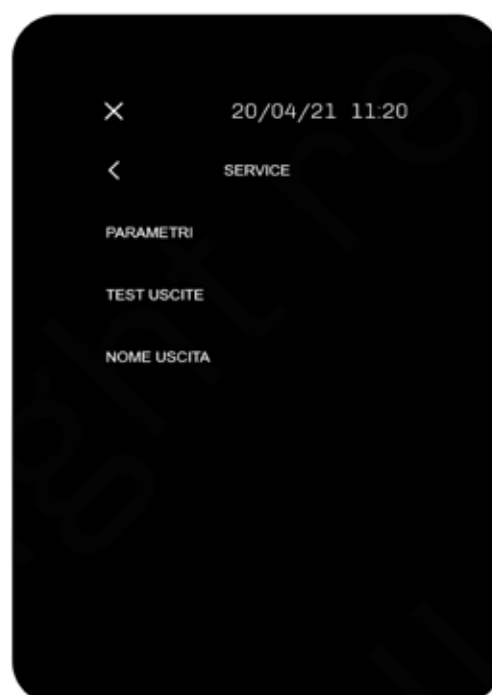 20/04/21 11:20
SERVICE
PARAMETRI
TEST USCITE
NOME USCITA